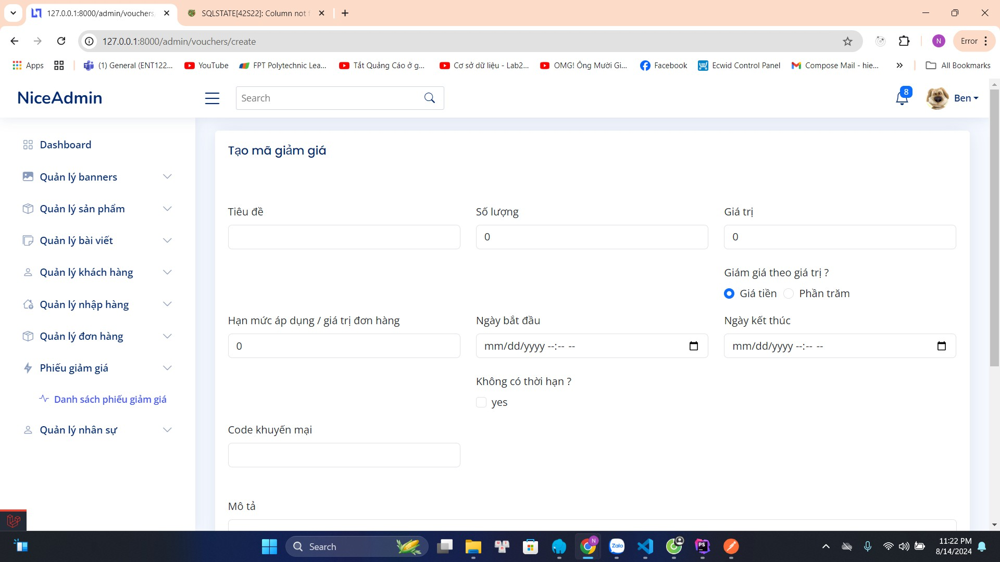 127.0.0.1:8000/admin/vouchers/
SQLSTATE[42S22]: Column not f
127.0.0.1:8000/admin/vouchers/create
N
Error
Apps
(1) General (ENT122...
YouTube
FPT Polytechnic Lea...
Tắt Quảng Cáo ở g...
Cơ sở dữ liệu - Lab2...
OMG! Ông Mười Gi...
Facebook
Ecwid Control Panel
Compose Mail - hie...
All Bookmarks
NiceAdmin
Search
8
Ben
Dashboard
Quản lý banners
Quản lý sản phẩm
Quản lý bài viết
Quản lý khách hàng
Quản lý nhập hàng
Quản lý đơn hàng
Phiếu giảm giá
Danh sách phiếu giảm giá
Quản lý nhân sự
Tạo mã giảm giá
Tiêu đề
Số lượng
Giá trị
0
0
Giám giá theo giá trị ?
Giá tiền
Phần trăm
Hạn mức áp dụng / giá trị đơn hàng
Ngày bắt đầu
Ngày kết thúc
0
mm/dd/yyyy --:-- --
mm/dd/yyyy --:-- --
Không có thời hạn ?
yes
Code khuyến mại
Mô tả
Search
N
Zalo
PS
11:22 PM
8/14/2024